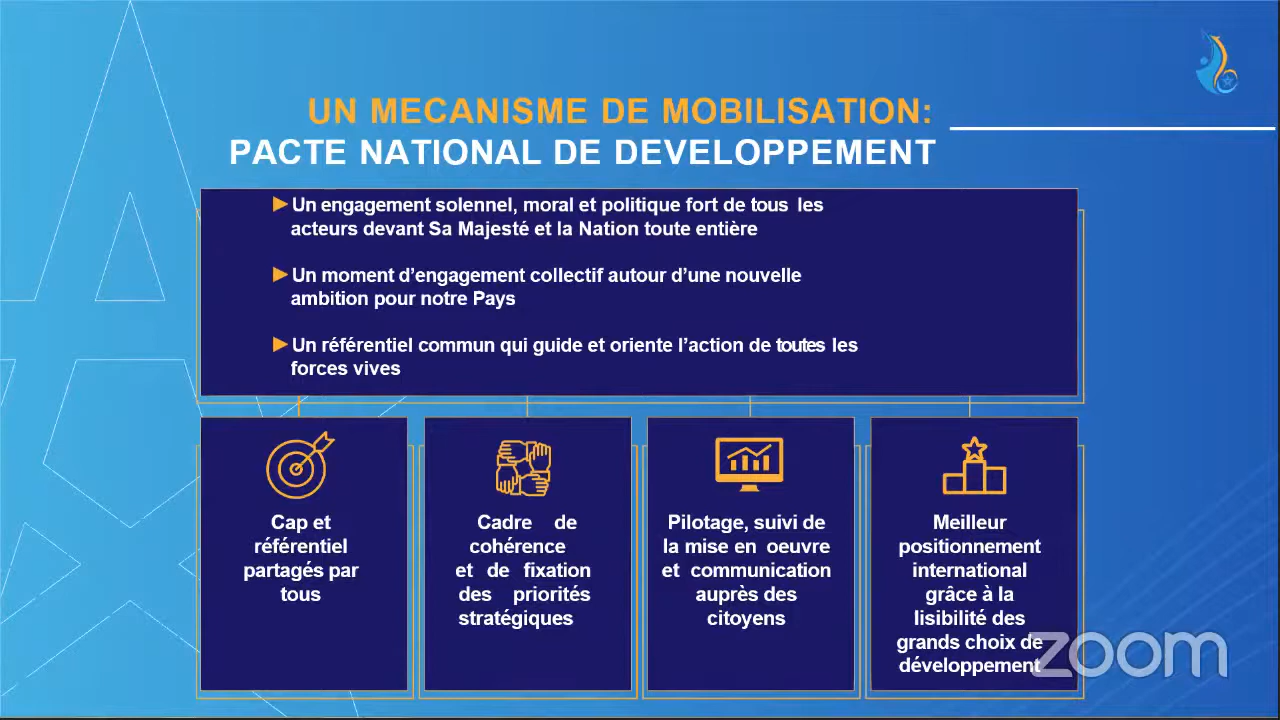 UN MECANISME DE MOBILISATION:
PACTE NATIONAL DE DEVELOPPEMENT
Un engagement solennel, moral et politique fort de tous les
acteurs devant Sa Majesté et la Nation toute entière
Un moment d’engagement collectif autour d’une nouvelle
ambition pour notre Pays
Un référentiel commun qui guide et oriente l’action de toutes les
forces vives
Cap et
référentiel
partagés par
tous
Cadre de
cohérence
et de fixation
des priorités
stratégiques
Pilotage, suivi de
la mise en oeuvre
et communication
auprès des
citoyens
Meilleur
positionnement
international
grâce à la
lisibilité des
grands choix de
développement
zoom